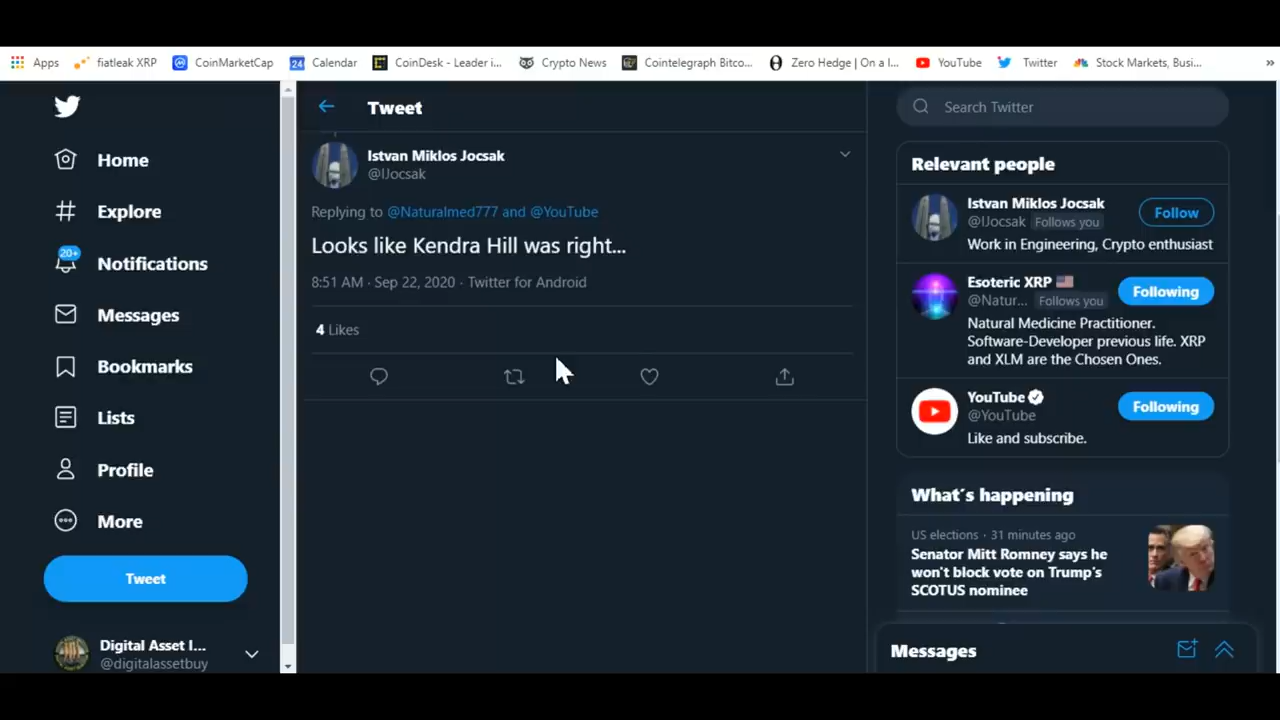 Apps fiatleak XRP CoinMarketCap Calendar CoinDesk - Leader i... Crypto News Cointelegraph Bitco... Zero Hedge | On a l... YouTube Twitter Stock Markets, Busi... »
24
Home
Explore
20+
Notifications
Messages
Bookmarks
Lists
Profile
More
Tweet
Digital Asset I...
@digitalassetbuy
Tweet
Istvan Miklos Jocsak
@IJocsak
Replying to @Naturalmed777 and @YouTube
Looks like Kendra Hill was right...
8:51 AM · Sep 22, 2020 · Twitter for Android
4 Likes
Search Twitter
Relevant people
Istvan Miklos Jocsak
@IJocsak Follows you
Follow
Work in Engineering, Crypto enthusiast
Esoteric XRP 🇺🇸
@Natur... Follows you
Following
Natural Medicine Practitioner.
Software-Developer previous life. XRP
and XLM are the Chosen Ones.
YouTube
@YouTube
Following
Like and subscribe.
What's happening
US elections · 31 minutes ago
Senator Mitt Romney says he
won't block vote on Trump's
SCOTUS nominee
Messages